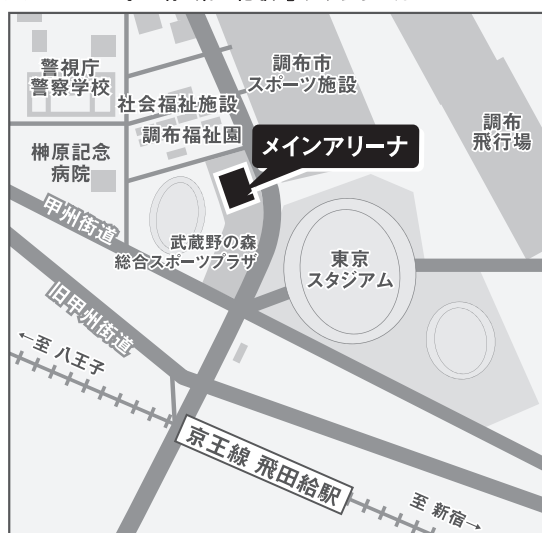 警視庁
警察学校
調布市
スポーツ施設
社会福祉施設
調布福祉園
調布
飛行場
メインアリーナ
榊原記念
病院
甲州街道
武蔵野の森
総合スポーツプラザ
東京
スタジアム
旧甲州街道
←至 八王子
京王線 飛田給駅
至 新宿→